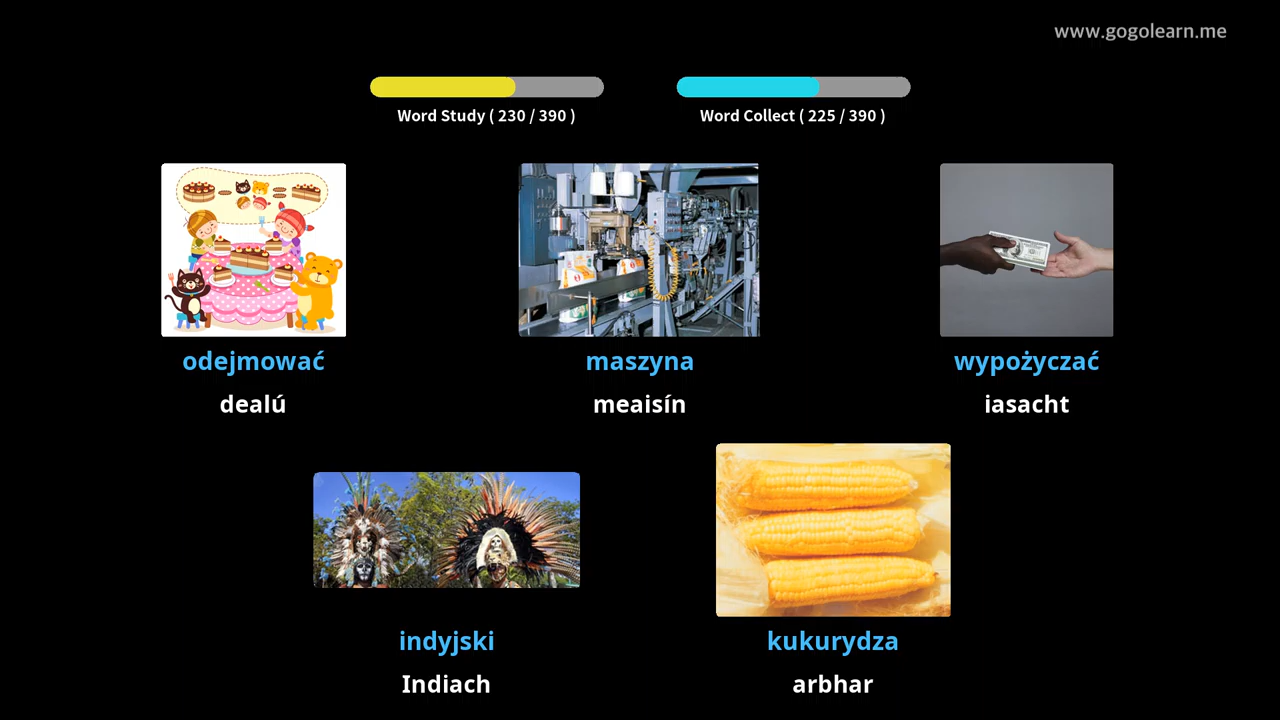 www.gogolearn.me
Word Study ( 230 / 390 )
Word Collect ( 225 / 390 )
odejmować
maszyna
wypożyczać
dealú
meaisín
iasacht
indyjski
kukurydza
Indiach
arbhar